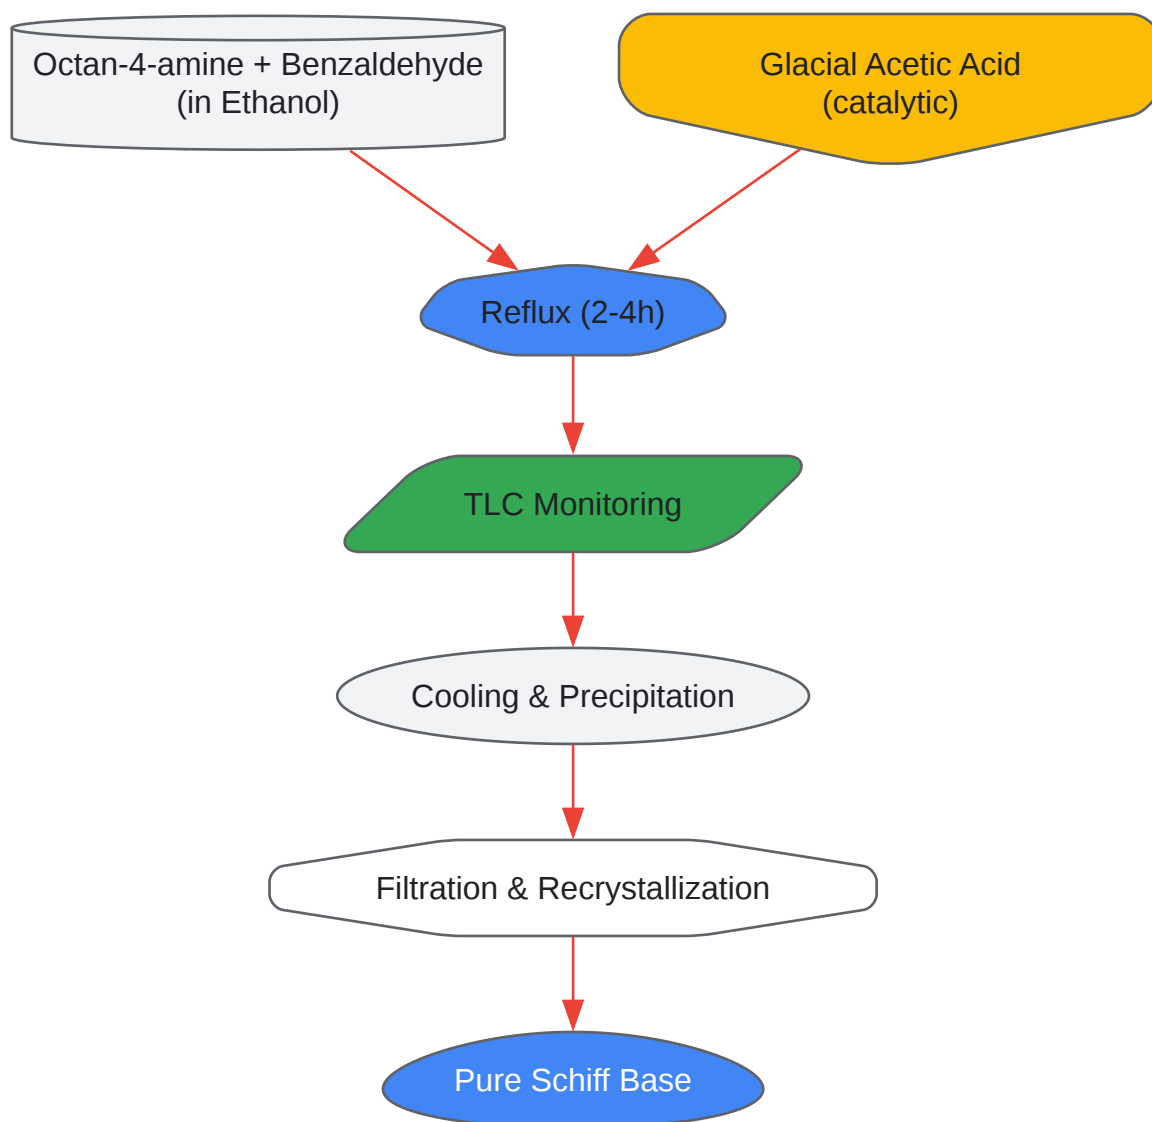 Octan-4-amine + Benzaldehyde
(in Ethanol)
Glacial Acetic Acid
(catalytic)
Reflux (2-4h)
TLC Monitoring
Cooling & Precipitation
Filtration & Recrystallization
Pure Schiff Base